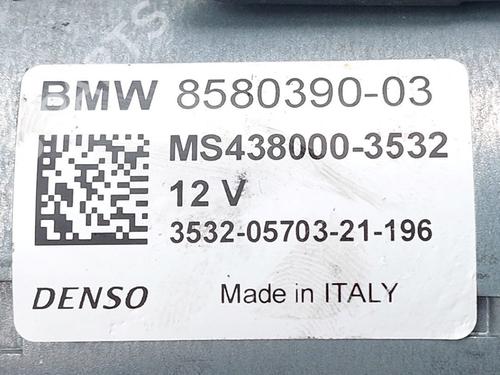 BMW 8580390-03
MS438000-3532
12 V
3532-05703-21-196
DENSO Made in ITALY